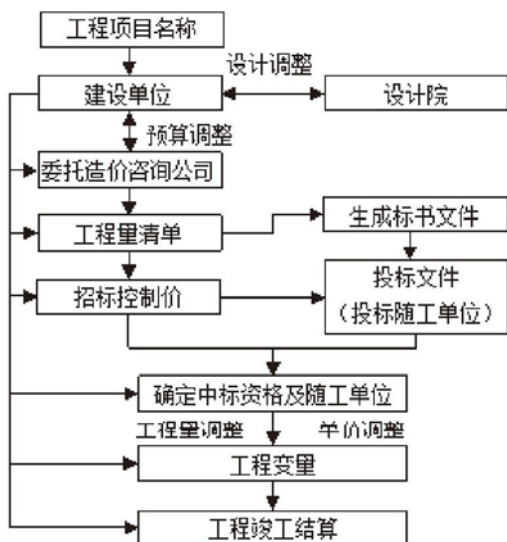 工程项目名称
设计调整
建设单位
设计院
预算调整
委托造价咨询公司
生成标书文件
工程量清单
投标文件
招标控制价
（投标随工单位）
确定中标资格及随工单位
工程量调整
单价调整
工程变量
工程竣工结算